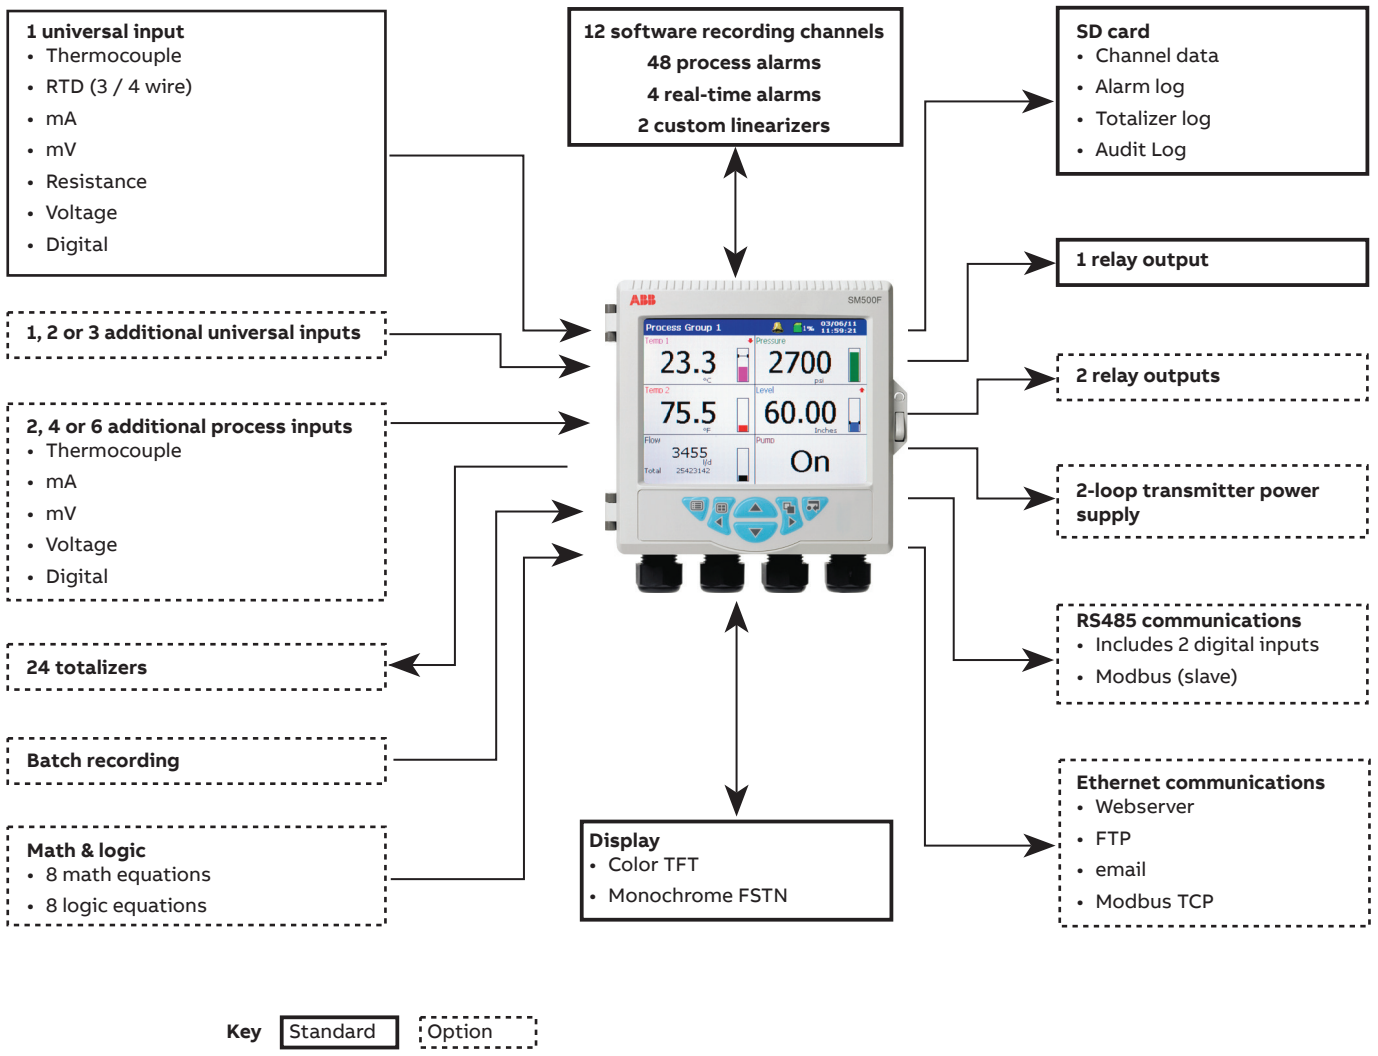 1 universal input
• Thermocouple
• RTD (3 / 4 wire)
• mA
• mV
• Resistance
• Voltage
• Digital
1, 2 or 3 additional universal inputs
2, 4 or 6 additional process inputs
• Thermocouple
• mA
• mV
• Voltage
• Digital
24 totalizers
Batch recording
Math & logic
• 8 math equations
• 8 logic equations
12 software recording channels
48 process alarms
4 real-time alarms
2 custom linearizers
ABB
SM500F
Process Group 1
1%
03/06/11
11:59:21
Temp 1
23.3
°C
Pressure
2700
psi
Temp 2
75.5
°F
Level
60.00
Inches
Flow
3455
l/d
Total 25423142
Pump
On
Display
• Color TFT
• Monochrome FSTN
SD card
• Channel data
• Alarm log
• Totalizer log
• Audit Log
1 relay output
2 relay outputs
2-loop transmitter power
supply
RS485 communications
• Includes 2 digital inputs
• Modbus (slave)
Ethernet communications
• Webserver
• FTP
• email
• Modbus TCP
Key
Standard
Option